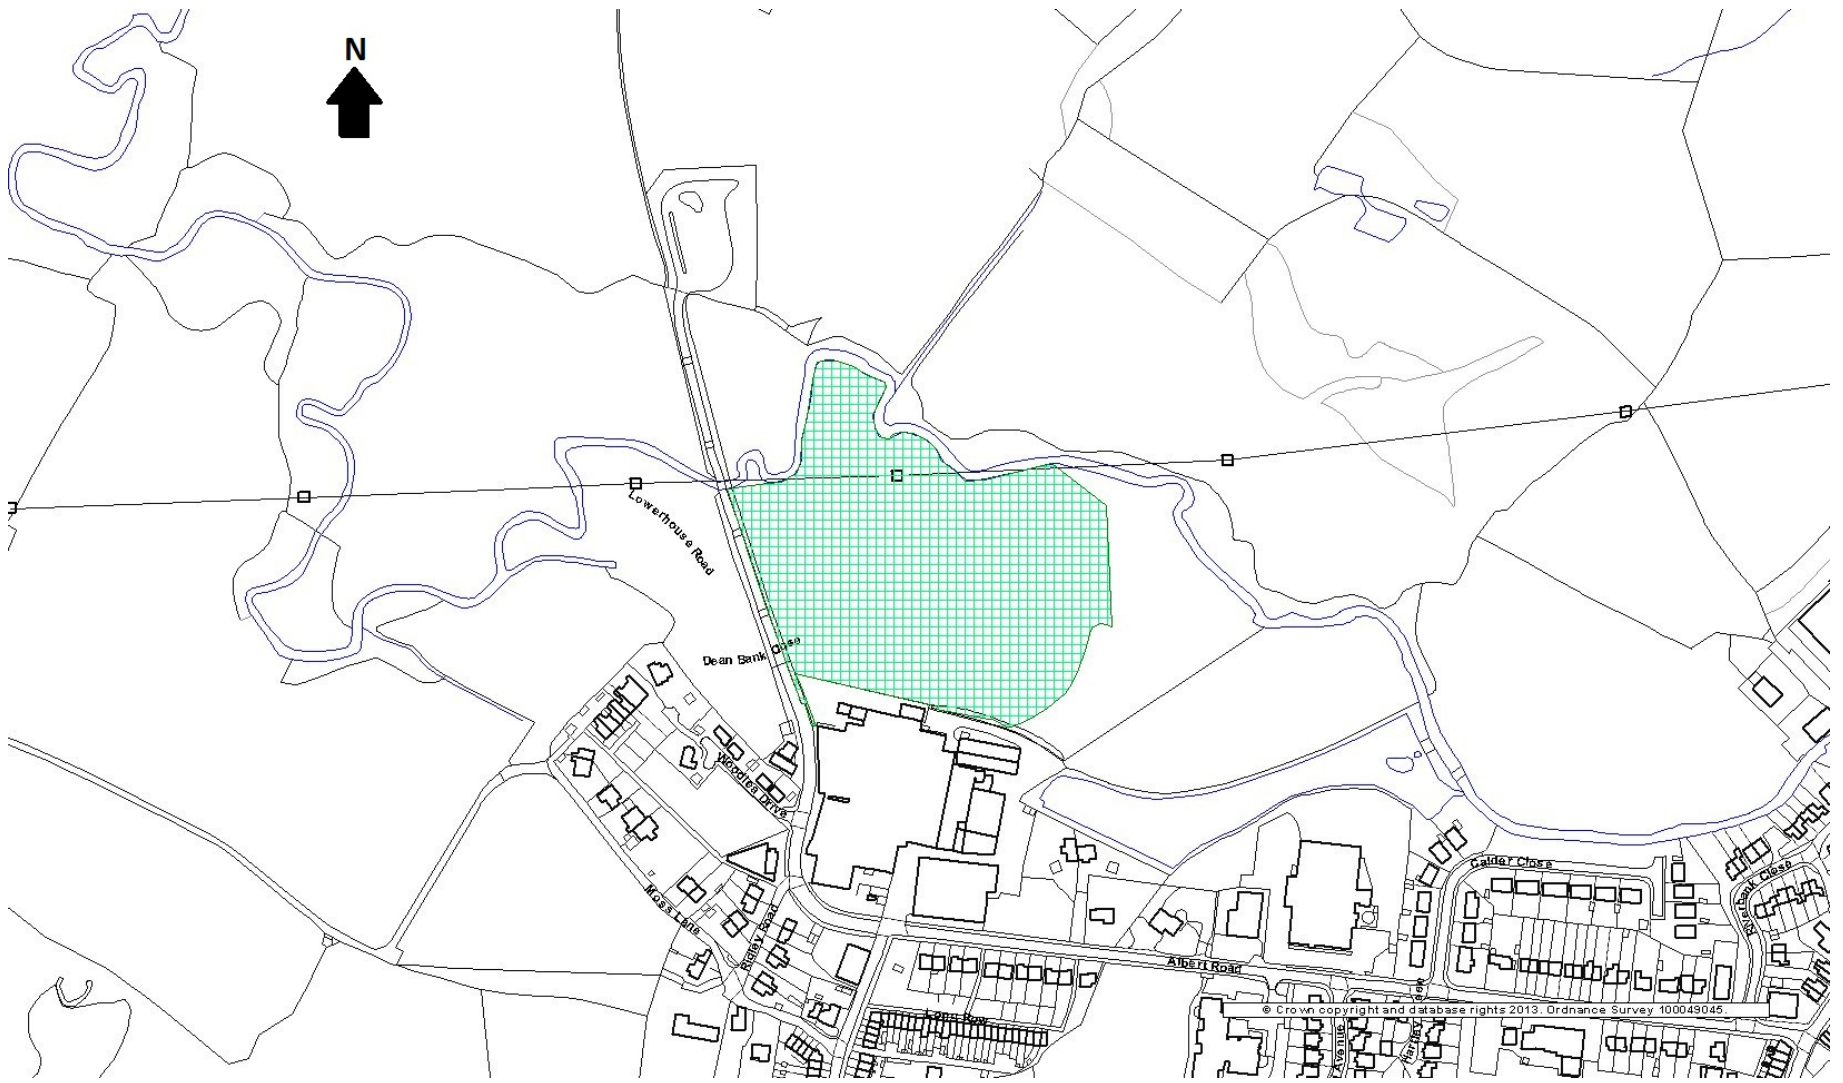 N
Lowerhouse Road
Dean Bank Close
Woodlea Drive
Moss Lane
Ridley Road
Calder Close
Riverbank Close
Albert Road
Long Row
© Crown copyright and database rights 2013. Ordnance Survey 100049045.
Avenue
Hartley